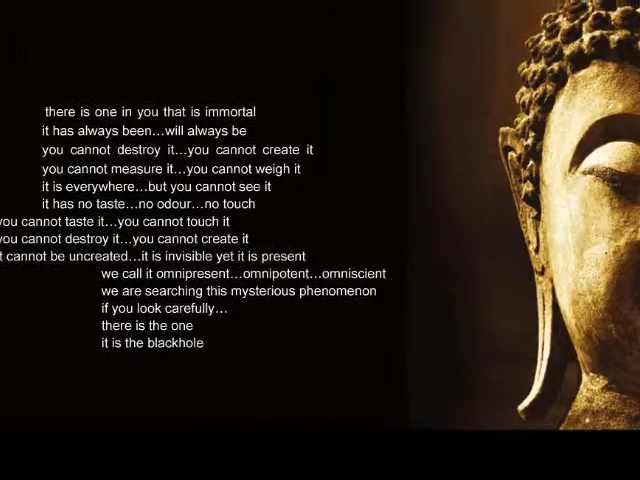 there is one in you that is immortal
it has always been...will always be
you cannot destroy it...you cannot create it
you cannot measure it...you cannot weigh it
it is everywhere...but you cannot see it
it has no taste...no odour...no touch
you cannot taste it...you cannot touch it
you cannot destroy it...you cannot create it
t cannot be uncreated...it is invisible yet it is present
we call it omnipresent...omnipotent...omniscient
we are searching this mysterious phenomenon
if you look carefully...
there is the one
it is the blackhole